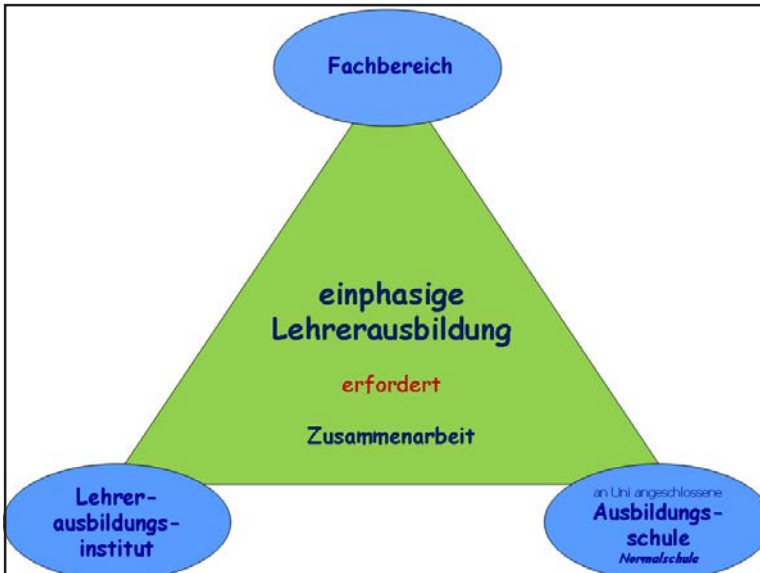 Fachbereich
einphasige
Lehrerausbildung
erfordert
Zusammenarbeit
Lehrer-
ausbildungs-
institut
an Uni angeschlossene
Ausbildungs-
schule
Normalschule